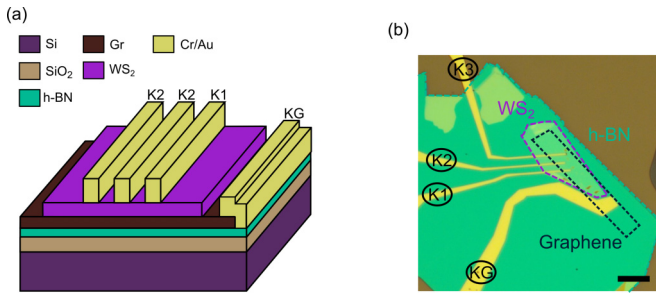 (a)
Si
Gr
Cr/Au
SiO₂
WS₂
h-BN
K2
K2
K1
KG
(b)
K3
WS₂
h-BN
K2
K1
Graphene
KG